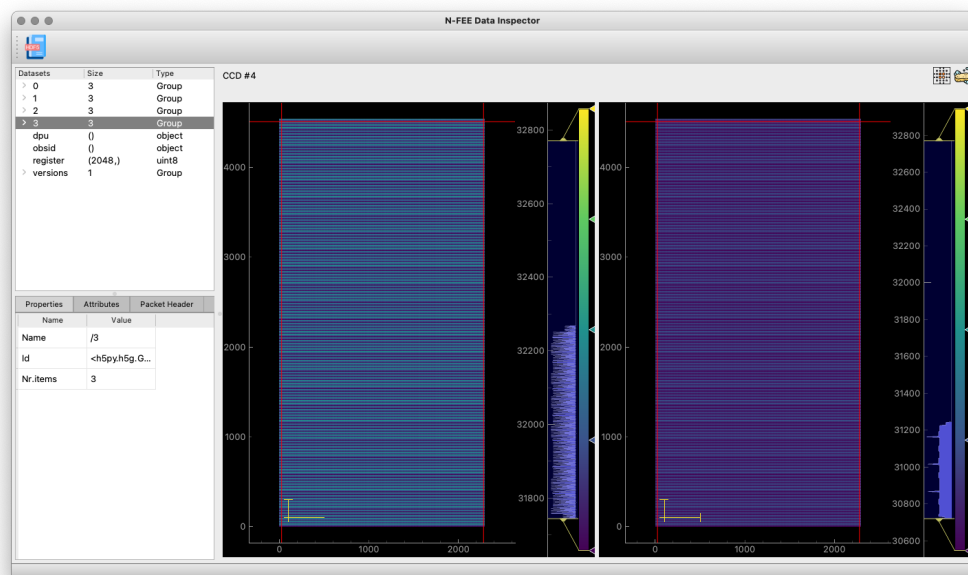 N-FEE Data Inspector
HDF5
Datasets Size Type
0 3 Group
1 3 Group
2 3 Group
3 3 Group
dpu () object
obsid () object
register (2048,) uint8
versions 1 Group
Properties Attributes Packet Header
Name Value
Name /3
Id <h5py.h5g.G...
Nr.items 3
CCD #4
4000
3000
2000
1000
0
0 1000 2000
32800
32600
32400
32200
32000
31800
4000
3000
2000
1000
0
0 1000 2000
32800
32600
32400
32200
32000
31800
31600
31400
31200
31000
30800
30600